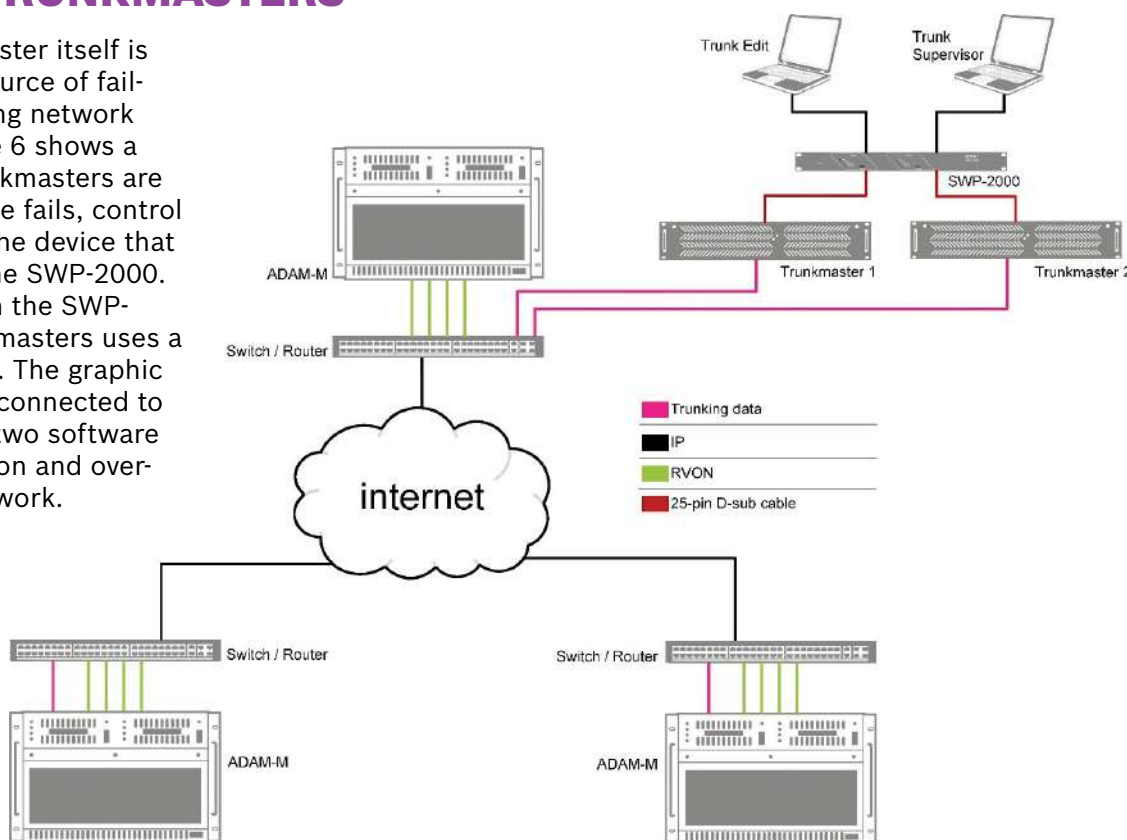 ster itself is
urce of fail-
ng network
6 shows a
kmasters are
e fails, control
he device that
ne SWP-2000.
the SWP-
masters uses a
. The graphic
connected to
two software
on and over-
work.
Trunk Edit
Trunk
Supervisor
SWP-2000
Trunkmaster 1
Trunkmaster 2
ADAM-M
Switch / Router
Trunking data
IP
RVON
25-pin D-sub cable
internet
Switch / Router
Switch / Router
ADAM-M
ADAM-M